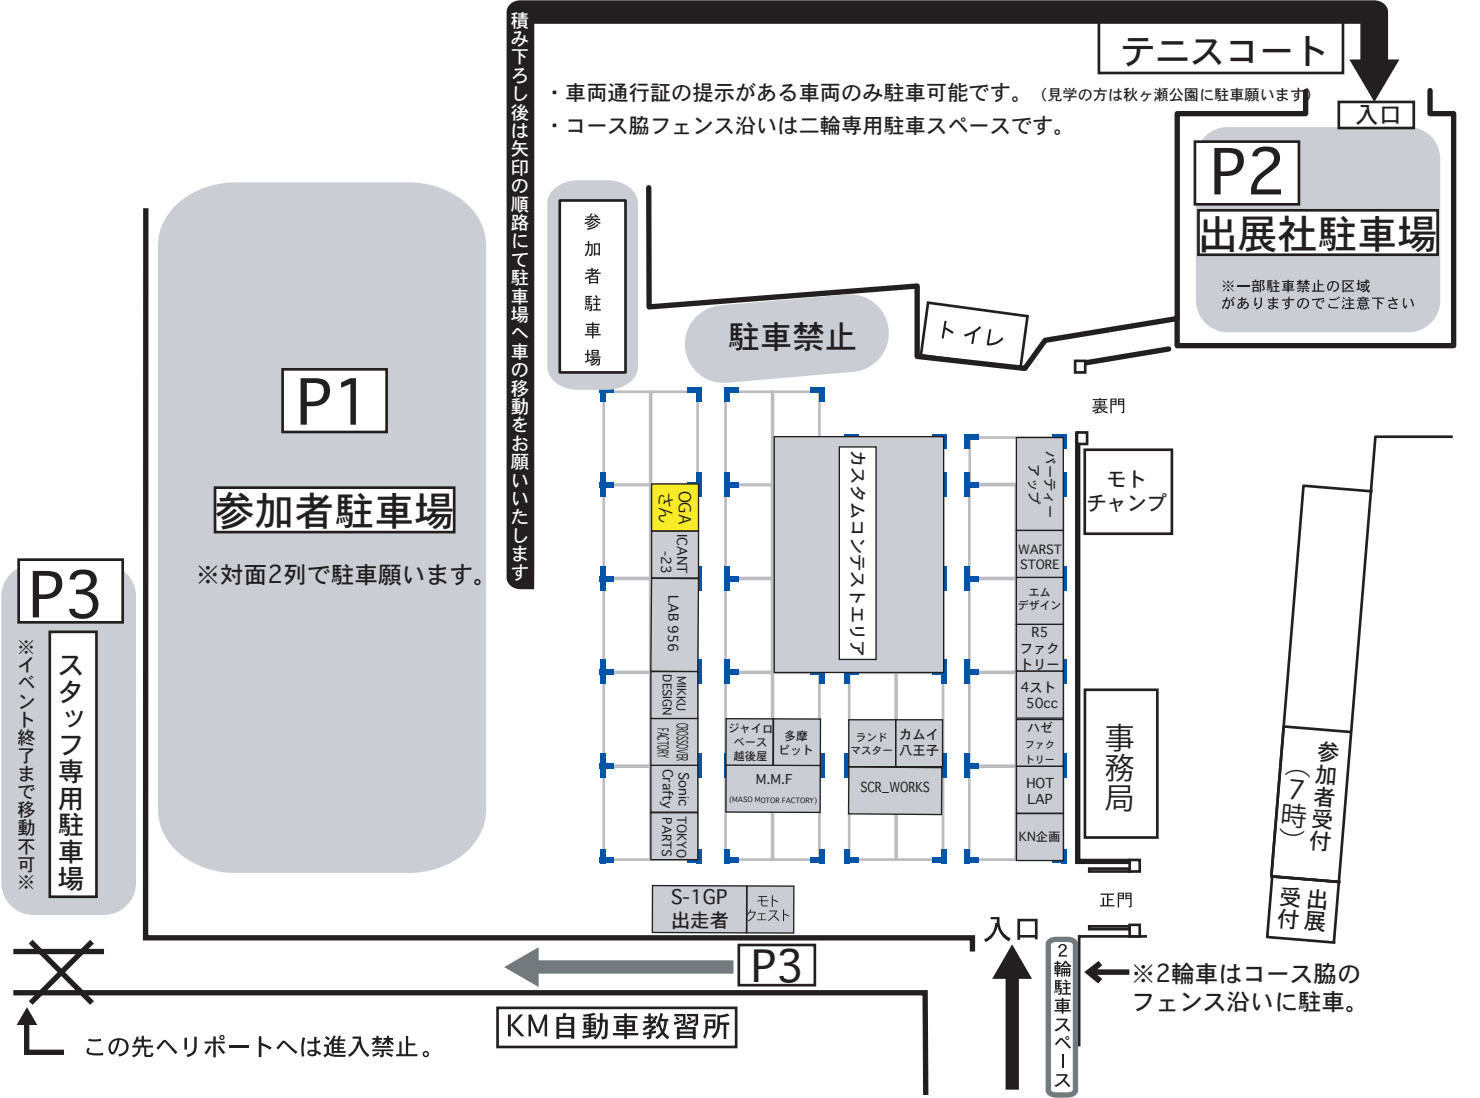 積み下ろし後は矢印の順路にて駐車場へ車の移動をお願いいたします
テニスコート
・車両通行証の提示がある車両のみ駐車可能です。（見学の方は秋ヶ瀬公園に駐車願います）
・コース脇フェンス沿いは二輪専用駐車スペースです。
入口
P2
出展社駐車場
※一部駐車禁止の区域
がありますのでご注意下さい
参加者駐車場
駐車禁止
トイレ
裏門
P1
参加者駐車場
※対面2列で駐車願います。
P3
スタッフ専用駐車場
※イベント終了まで移動不可※
OGA
さん
ICANT
-23
LAB 956
MIKKU
DESIGN
CROSSOVER
FACTORY
Sonic
Crafty
TOKYO
PARTS
カスタムコンテストエリア
ジャイロ
ベース
越後屋
多摩
ピット
M.M.F
(MASO MOTOR FACTORY)
ランド
マスター
カムイ
八王子
SCR_WORKS
パーティー
アップ
WARST
STORE
エム
デザイン
R5
ファク
トリー
4スト
50cc
ハゼ
ファク
トリー
HOT
LAP
KN企画
モト
チャンプ
事務局
参加者受付
（7時）
出展
受付
正門
S-1GP
出走者
モト
クェスト
入口
P3
2輪駐車スペース
※2輪車はコース脇の
フェンス沿いに駐車。
KM自動車教習所
この先ヘリポートへは進入禁止。